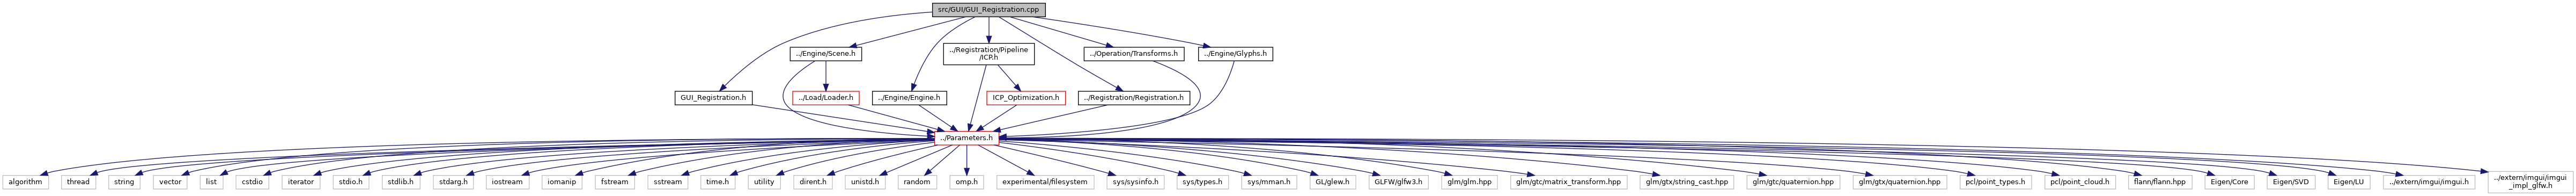 src/GUI/GUI_Registration.cpp
../Engine/Scene.h
../Registration/Pipeline
/ICP.h
../Operation/Transforms.h
../Engine/Glyphs.h
GUI_Registration.h
../Load/Loader.h
../Engine/Engine.h
ICP_Optimization.h
../Registration/Registration.h
../Parameters.h
algorithm
thread
string
vector
list
cstdio
iterator
stdio.h
stdlib.h
stdarg.h
iostream
iomanip
fstream
sstream
time.h
utility
dirent.h
unistd.h
random
omp.h
experimental/filesystem
sys/sysinfo.h
sys/types.h
sys/mman.h
GL/glew.h
GLFW/glfw3.h
glm/glm.hpp
glm/gtc/matrix_transform.hpp
glm/gtx/string_cast.hpp
glm/gtc/quaternion.hpp
glm/gtx/quaternion.hpp
pcl/point_types.h
pcl/point_cloud.h
flann/flann.hpp
Eigen/Core
Eigen/SVD
Eigen/LU
../extern/imgui/imgui.h
../extern/imgui/imgui
_impl_glfw.h